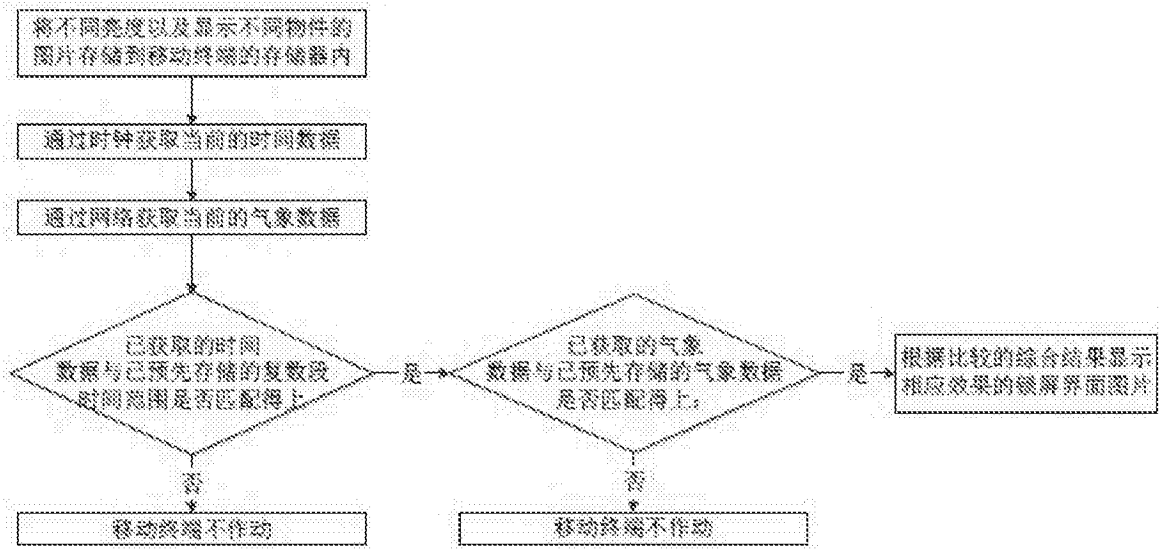 将不同亮度以及显示不同物件的
图片存储到移动终端的存储器内
通过时钟获取当前的时间数据
通过网络获取当前的气象数据
已获取的时间
数据与已预先存储的复数段
时间范围是否匹配得上
是
已获取的气象
数据与已预先存储的气象数据
是否匹配得上;
是
根据比较的综合结果显示
相应效果的锁屏界面图片
否
否
移动终端不作动
移动终端不作动